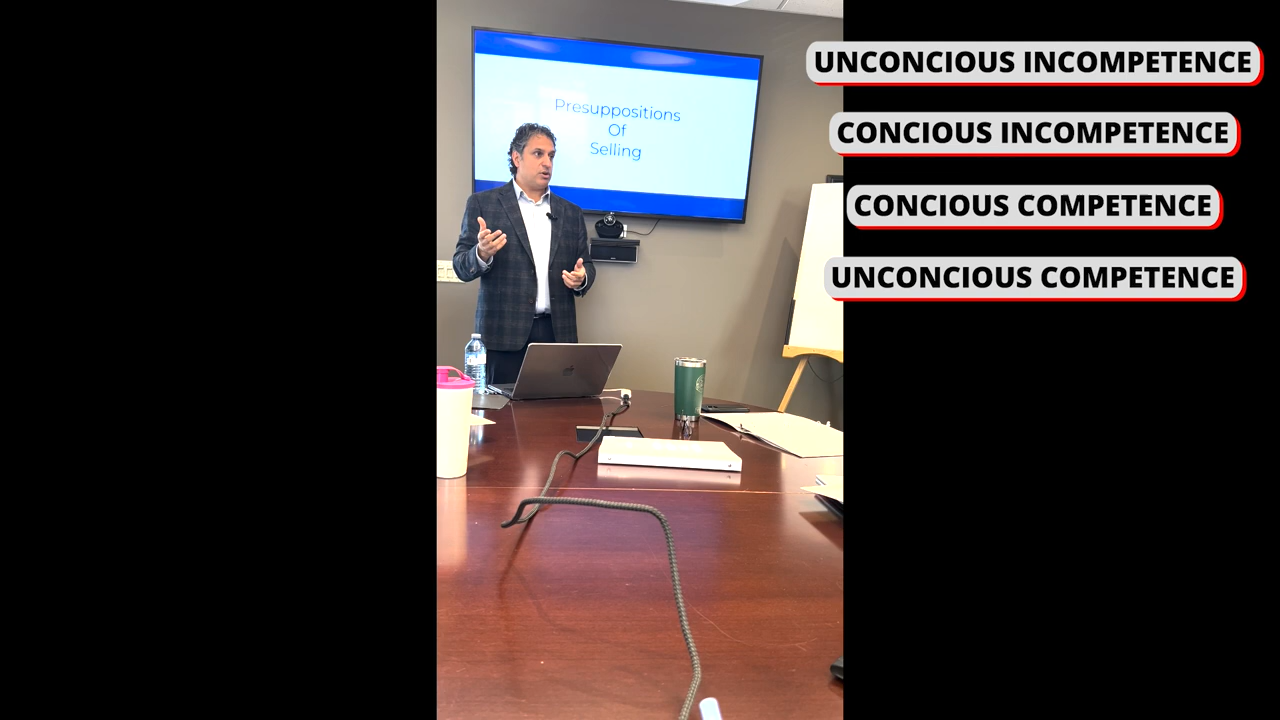 Presuppositions
Of
Selling
UNCONCIOUS INCOMPETENCE
CONCIOUS INCOMPETENCE
CONCIOUS COMPETENCE
UNCONCIOUS COMPETENCE